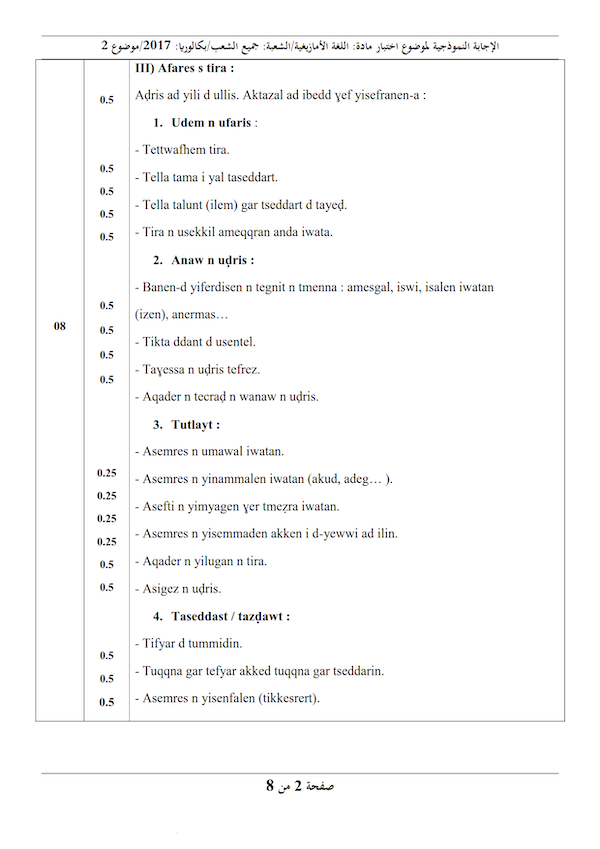 الإجابة النموذجية لموضوع اختبار مادة: اللغة الأمازيغية/الشعبة: جميع الشعب/بكالوريا: 2017/موضوع 2
III) Afares s tira :
0.5
Aḍris ad yili d ullis. Aktazal ad ibedd ɣef yisefranen-a :
1. Udem n ufaris :
- Tettwafhem tira.
0.5
- Tella tama i yal taseddart.
0.5
- Tella talunt (ilem) gar tseddart d tayeḍ.
0.5
- Tira n usekkil ameqqran anda iwata.
0.5
2. Anaw n uḍris :
- Banen-d yiferdisen n tegnit n tmenna : amesgal, iswi, isalen iwatan
0.5
(izen), anermas…
08
0.5
- Tikta ddant d usentel.
0.5
- Taɣessa n uḍris tefrez.
0.5
- Aqader n tecraḍ n wanaw n uḍris.
3. Tutlayt :
- Asemres n umawal iwatan.
0.25
- Asemres n yinammalen iwatan (akud, adeg… ).
0.25
- Asefti n yimyagen ɣer tmeẓra iwatan.
0.25
- Asemres n yisemmaden akken i d-yewwi ad ilin.
0.25
- Aqader n yilugan n tira.
0.5
- Asigez n uḍris.
0.5
4. Taseddast / tazḍawt :
- Tifyar d tummidin.
0.5
- Tuqqna gar tefyar akked tuqqna gar tseddarin.
0.5
- Asemres n yisenfalen (tikkesrert).
0.5
صفحة 2 من 8